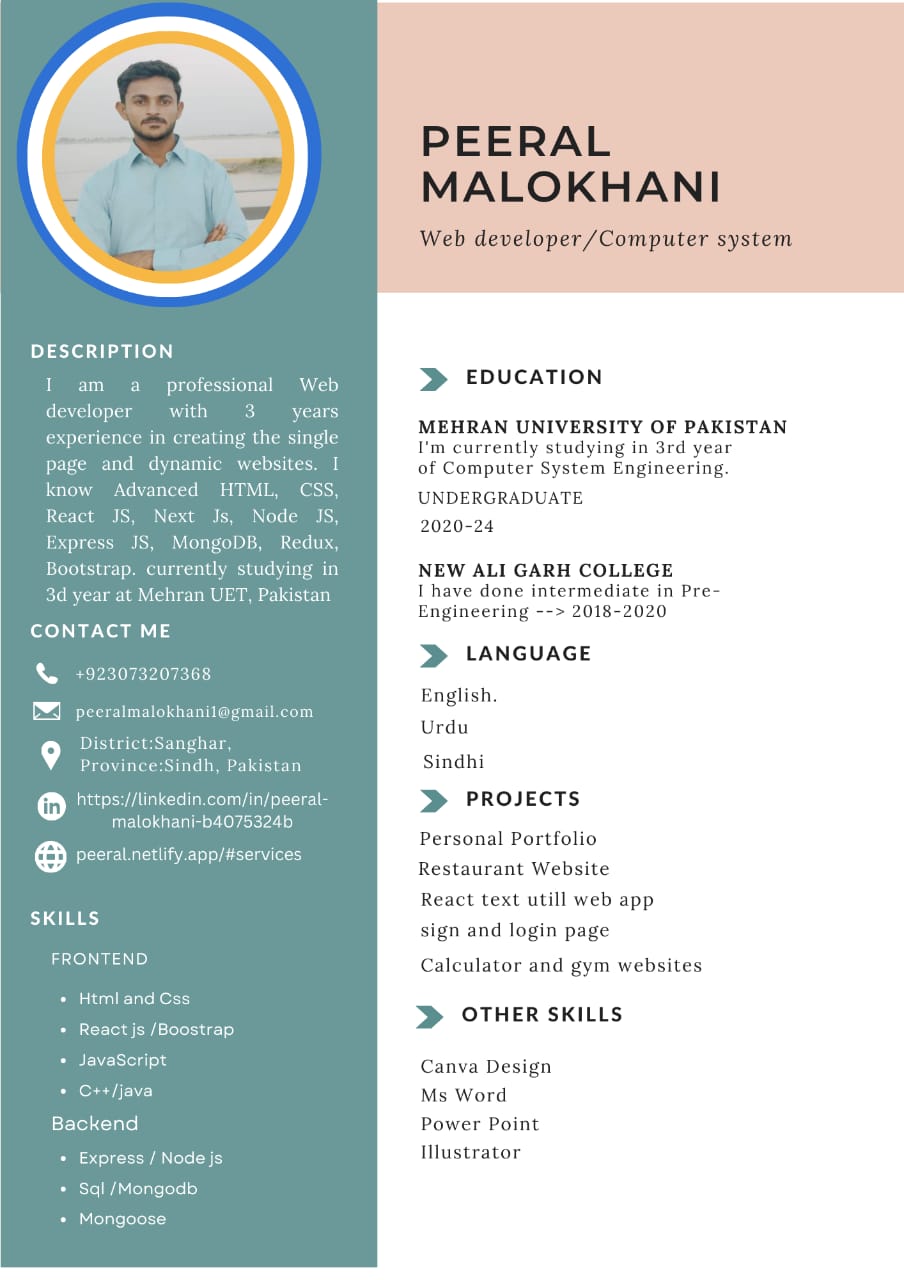 PEERAL
MALOKHANI
Web developer/Computer system
DESCRIPTION
I am a professional Web
developer with 3 years
experience in creating the single
page and dynamic websites. I
know Advanced HTML, CSS,
React JS, Next Js, Node JS,
Express JS, MongoDB, Redux,
Bootstrap. currently studying in
3d year at Mehran UET, Pakistan
CONTACT ME
+923073207368
peeralmalokhani1@gmail.com
District:Sanghar,
Province:Sindh, Pakistan
in
https://linkedin.com/in/peeral-
malokhani-b4075324b
peeral.netlify.app/#services
SKILLS
FRONTEND
• Html and Css
• React js /Boostrap
• JavaScript
• C++/java
Backend
• Express / Node js
• Sql /Mongodb
• Mongoose
EDUCATION
MEHRAN UNIVERSITY OF PAKISTAN
I'm currently studying in 3rd year
of Computer System Engineering.
UNDERGRADUATE
2020-24
NEW ALI GARH COLLEGE
I have done intermediate in Pre-
Engineering --> 2018-2020
LANGUAGE
English.
Urdu
Sindhi
PROJECTS
Personal Portfolio
Restaurant Website
React text utill web app
sign and login page
Calculator and gym websites
OTHER SKILLS
Canva Design
Ms Word
Power Point
Illustrator